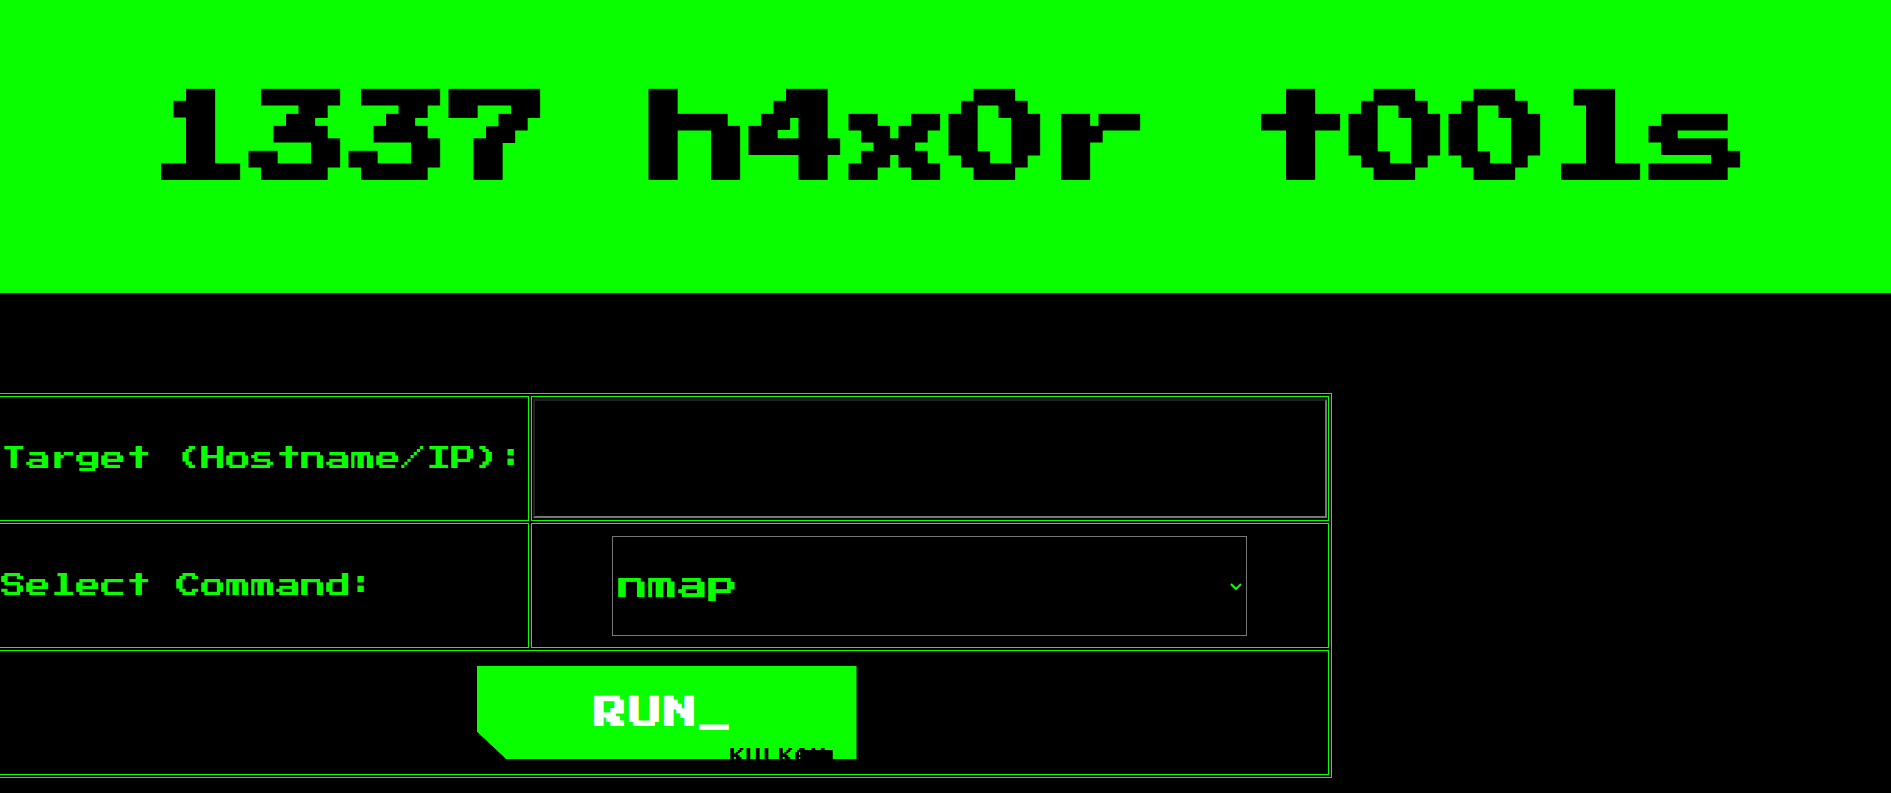 1337 h4x0r t00ls
Target (Hostname/IP):
Select Command:
nmap
RUN_